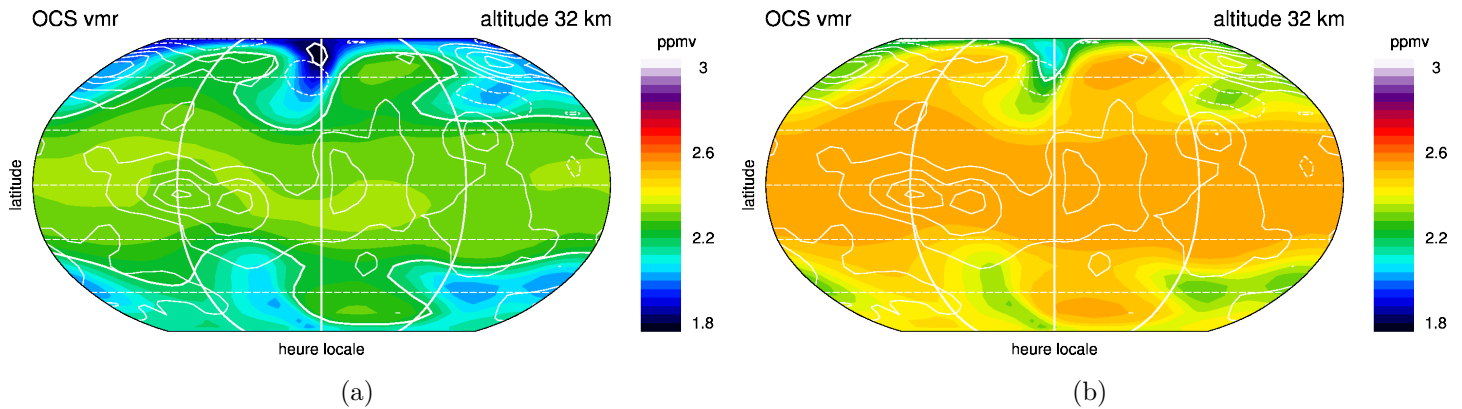 OCS vmr altitude 32 km
ppmv
3
2.6
2.2
1.8
latitude
heure locale
(a)
OCS vmr altitude 32 km
ppmv
3
2.6
2.2
1.8
latitude
heure locale
(b)